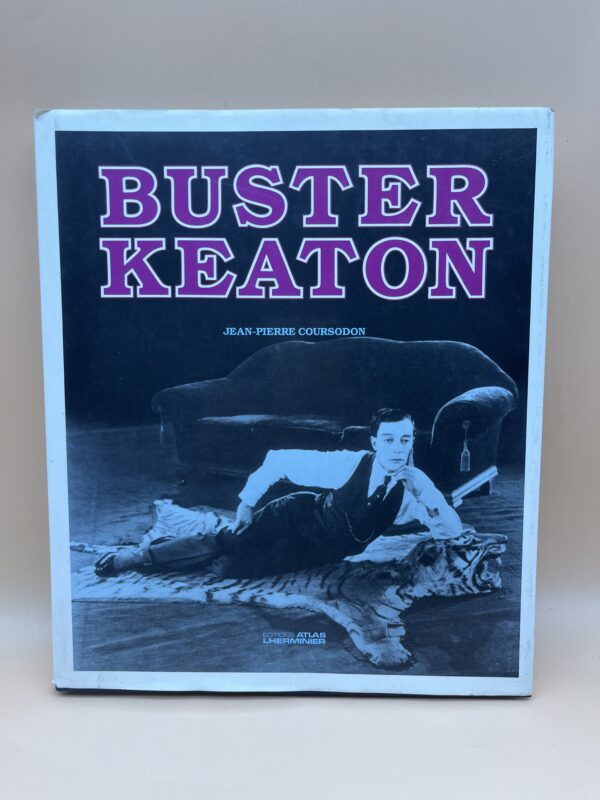 BUSTER
KEATON
JEAN-PIERRE COURSODON
EDITIONS ATLAS
LHERMINIER